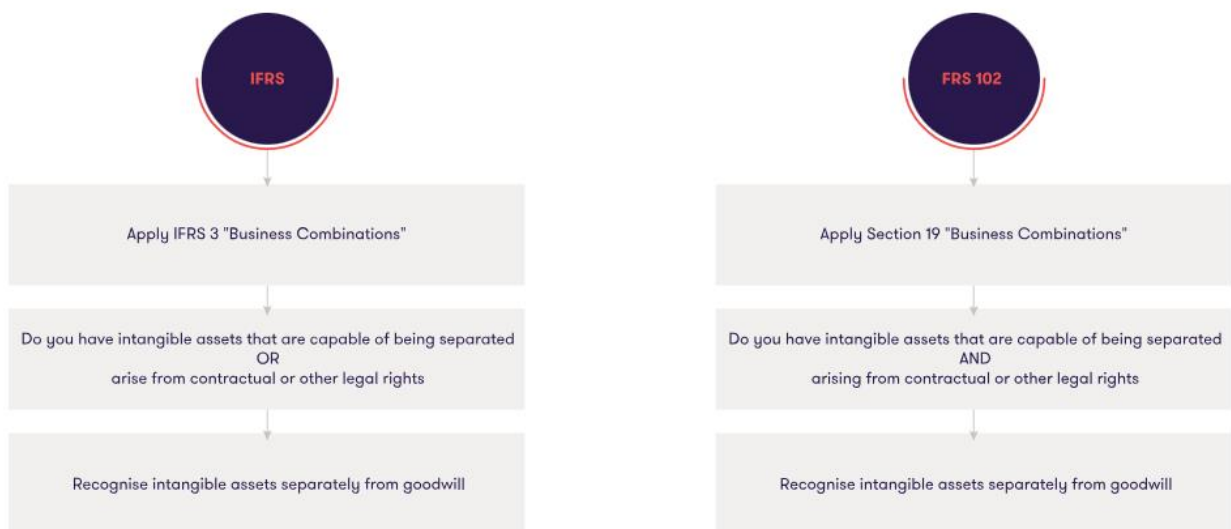 IFRS
Apply IFRS 3 "Business Combinations"
Do you have intangible assets that are capable of being separated
OR
arise from contractual or other legal rights
Recognise intangible assets separately from goodwill
FRS 102
Apply Section 19 "Business Combinations"
Do you have intangible assets that are capable of being separated
AND
arising from contractual or other legal rights
Recognise intangible assets separately from goodwill